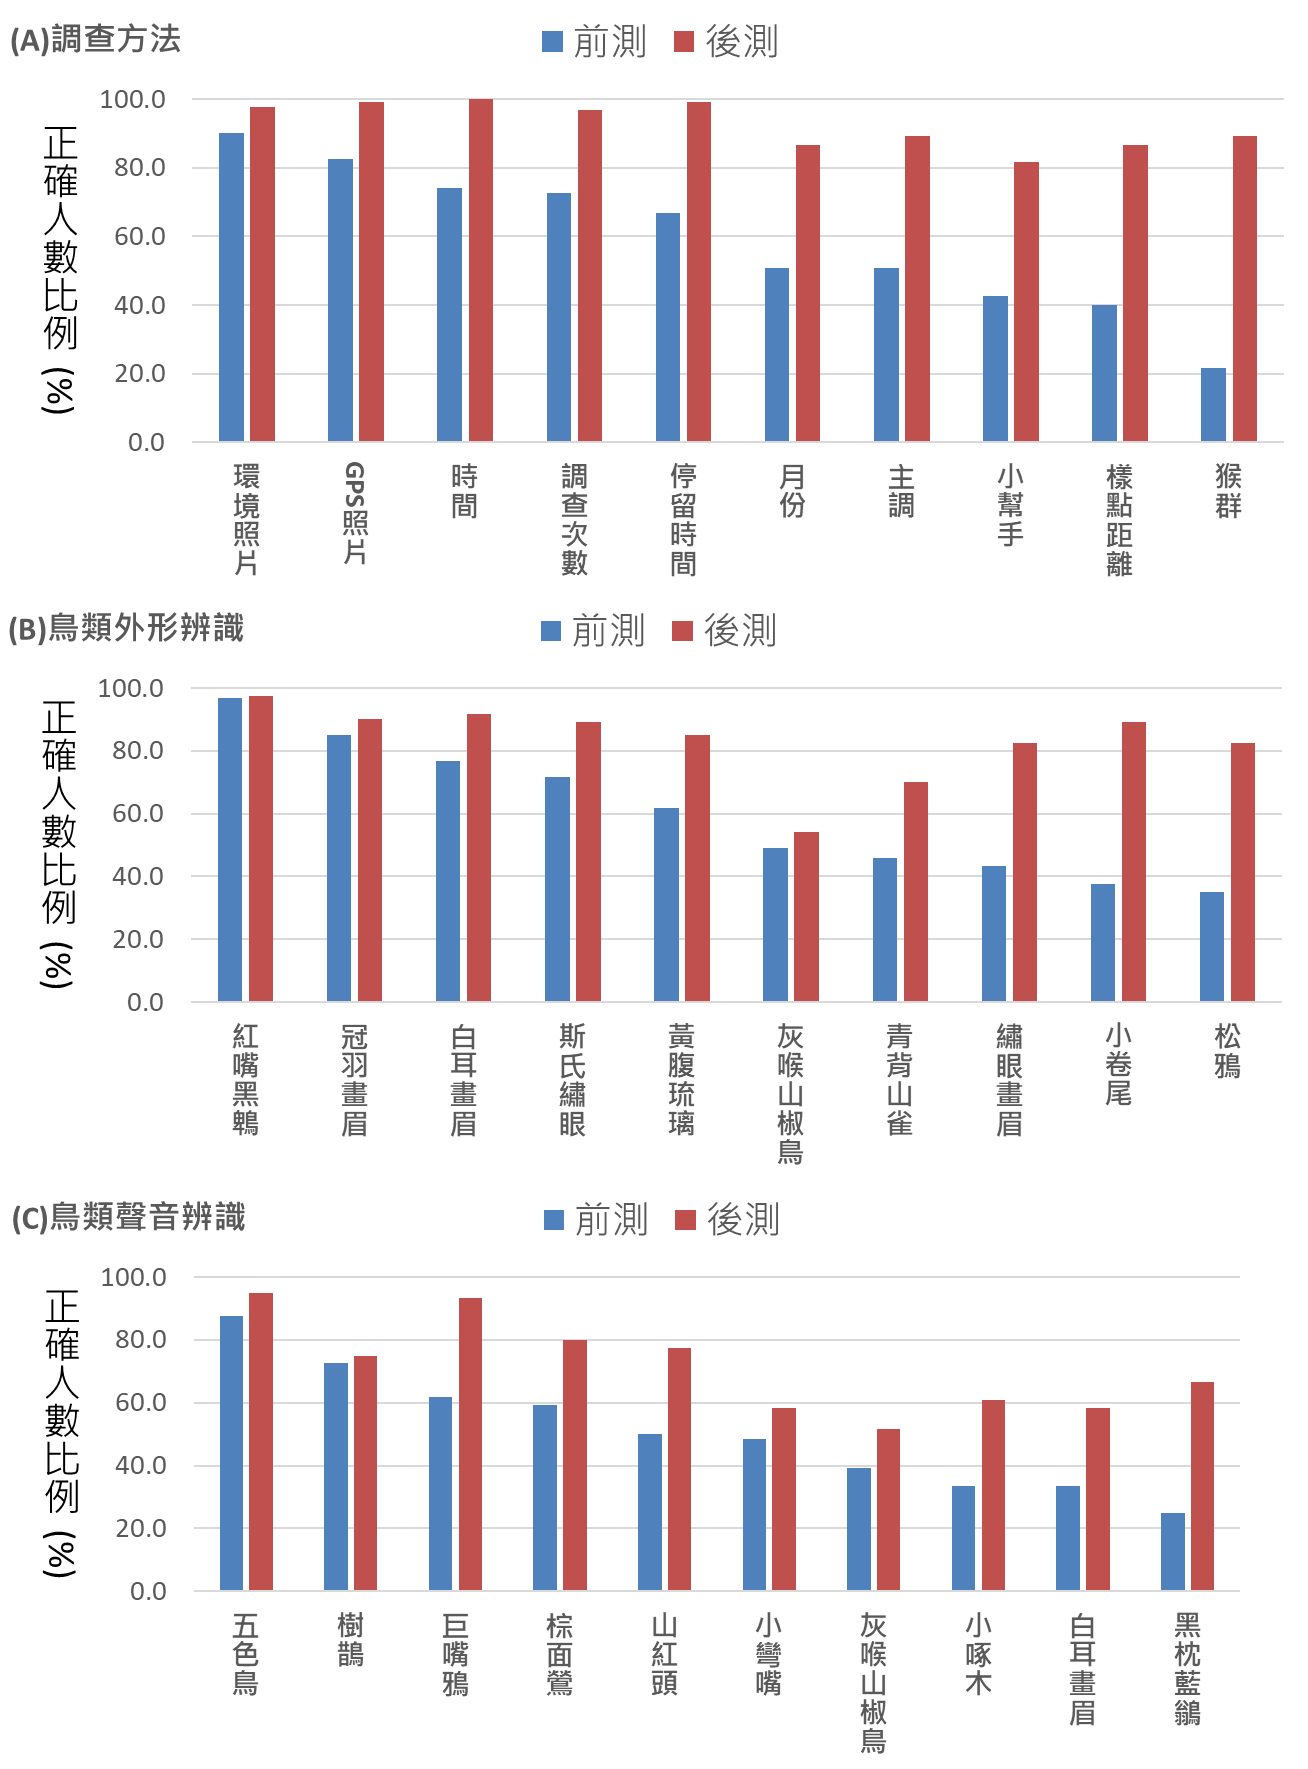 (A)調查方法
前測 後測
正確人數比例 (%)
100.0
80.0
60.0
40.0
20.0
0.0
環境照片
GPS照片
時間
調查次數
停留時間
月份
主調
小幫手
樣點距離
猴群
(B)鳥類外形辨識
前測 後測
正確人數比例 (%)
100.0
80.0
60.0
40.0
20.0
0.0
紅嘴黑鵯
冠羽畫眉
白耳畫眉
斯氏繡眼
黃腹琉璃
灰喉山椒鳥
青背山雀
繡眼畫眉
小卷尾
松鴉
(C)鳥類聲音辨識
前測 後測
正確人數比例 (%)
100.0
80.0
60.0
40.0
20.0
0.0
五色鳥
樹鵲
巨嘴鴉
棕面鶯
山紅頭
小彎嘴
灰喉山椒鳥
小啄木
白耳畫眉
黑枕藍鶲